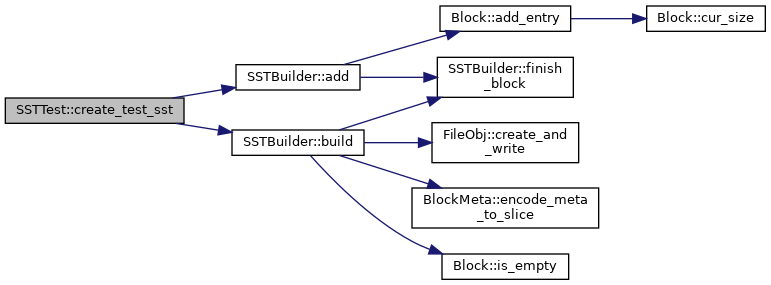 SSTTest::create_test_sst
SSTBuilder::add
Block::add_entry
Block::cur_size
SSTBuilder::finish
_block
SSTBuilder::build
FileObj::create_and
_write
BlockMeta::encode_meta
_to_slice
Block::is_empty